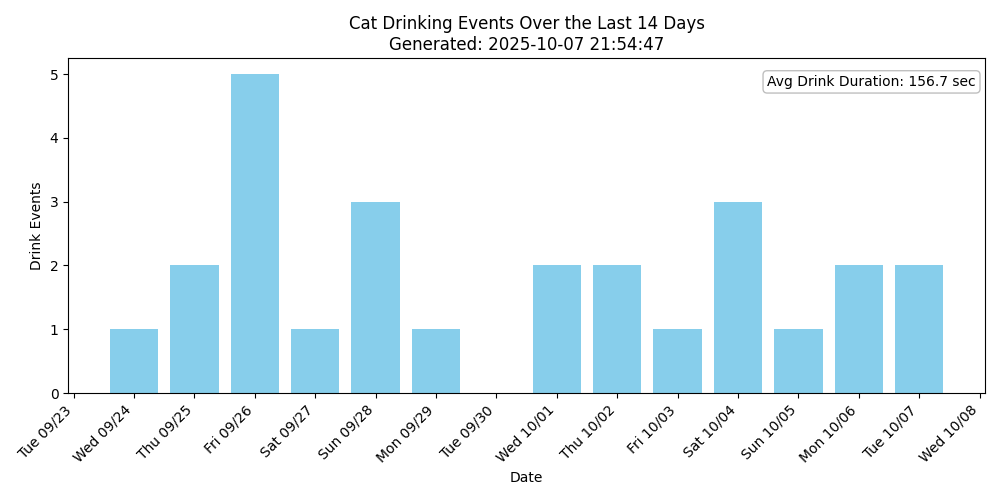 Cat Drinking Events Over the Last 14 Days
Generated: 2025-10-07 21:54:47
Avg Drink Duration: 156.7 sec
Drink Events
5
4
3
2
1
0
Tue 09/23
Wed 09/24
Thu 09/25
Fri 09/26
Sat 09/27
Sun 09/28
Mon 09/29
Tue 09/30
Wed 10/01
Thu 10/02
Fri 10/03
Sat 10/04
Sun 10/05
Mon 10/06
Tue 10/07
Wed 10/08
Date